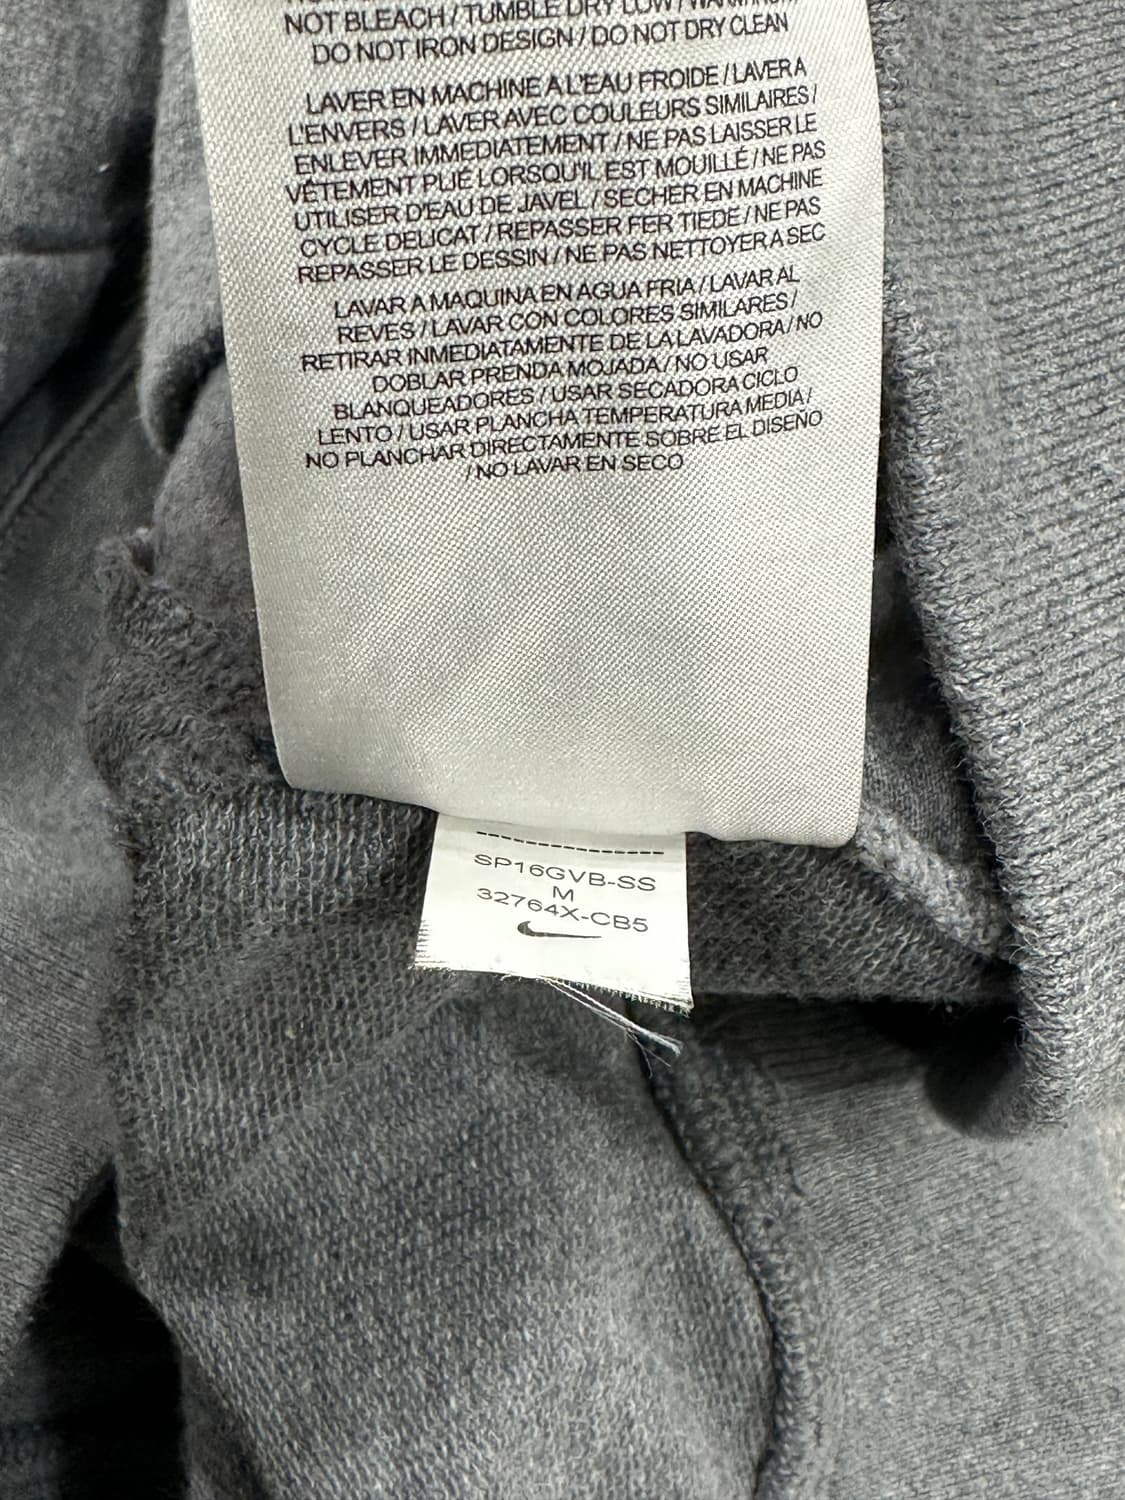 NOT BLEACH / TUMBLE DRY LOW / WARM
DO NOT IRON DESIGN / DO NOT DRY CLEAN
LAVER EN MACHINE A L'EAU FROIDE / LAVER A
L'ENVERS / LAVER AVEC COULEURS SIMILAIRES /
ENLEVER IMMEDIATEMENT / NE PAS LAISSER LE
VÊTEMENT PLIÉ LORSQU'IL EST MOUILLÉ / NE PAS
UTILISER D'EAU DE JAVEL / SECHER EN MACHINE
CYCLE DELICAT / REPASSER FER TIEDE / NE PAS
REPASSER LE DESSIN / NE PAS NETTOYER A SEC
LAVAR A MAQUINA EN AGUA FRIA / LAVAR AL
REVES / LAVAR CON COLORES SIMILARES /
RETIRAR INMEDIATAMENTE DE LA LAVADORA / NO
DOBLAR PRENDA MOJADA / NO USAR
BLANQUEADORES / USAR SECADORA CICLO
LENTO / USAR PLANCHA TEMPERATURA MEDIA /
NO PLANCHAR DIRECTAMENTE SOBRE EL DISEÑO
/ NO LAVAR EN SECO
SP16GVB-SS
M
32764X-CB5